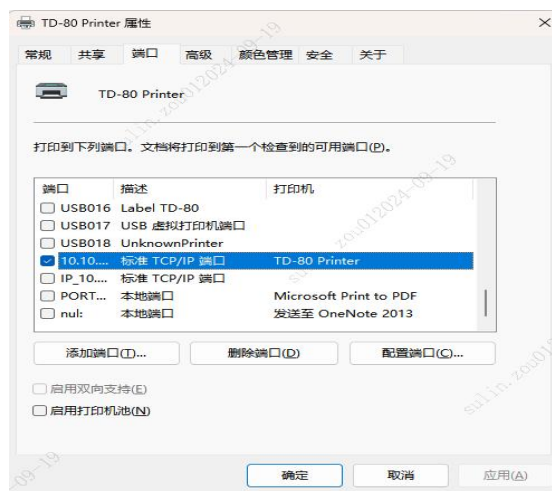 TD-80 Printer 属性
常规 共享 端口 高级 颜色管理 安全 关于
TD-80 Printer
打印到下列端口。文档将打印到第一个检查到的可用端口(P)。
端口 描述 打印机
USB016 Label TD-80
USB017 USB 虚拟打印机端口
USB018 UnknownPrinter
10.10.... 标准 TCP/IP 端口 TD-80 Printer
IP_10.... 标准 TCP/IP 端口
PORT... 本地端口 Microsoft Print to PDF
nul: 本地端口 发送至 OneNote 2013
添加端口(T)... 删除端口(D) 配置端口(C)...
启用双向支持(E)
启用打印机池(N)
确定 取消 应用(A)